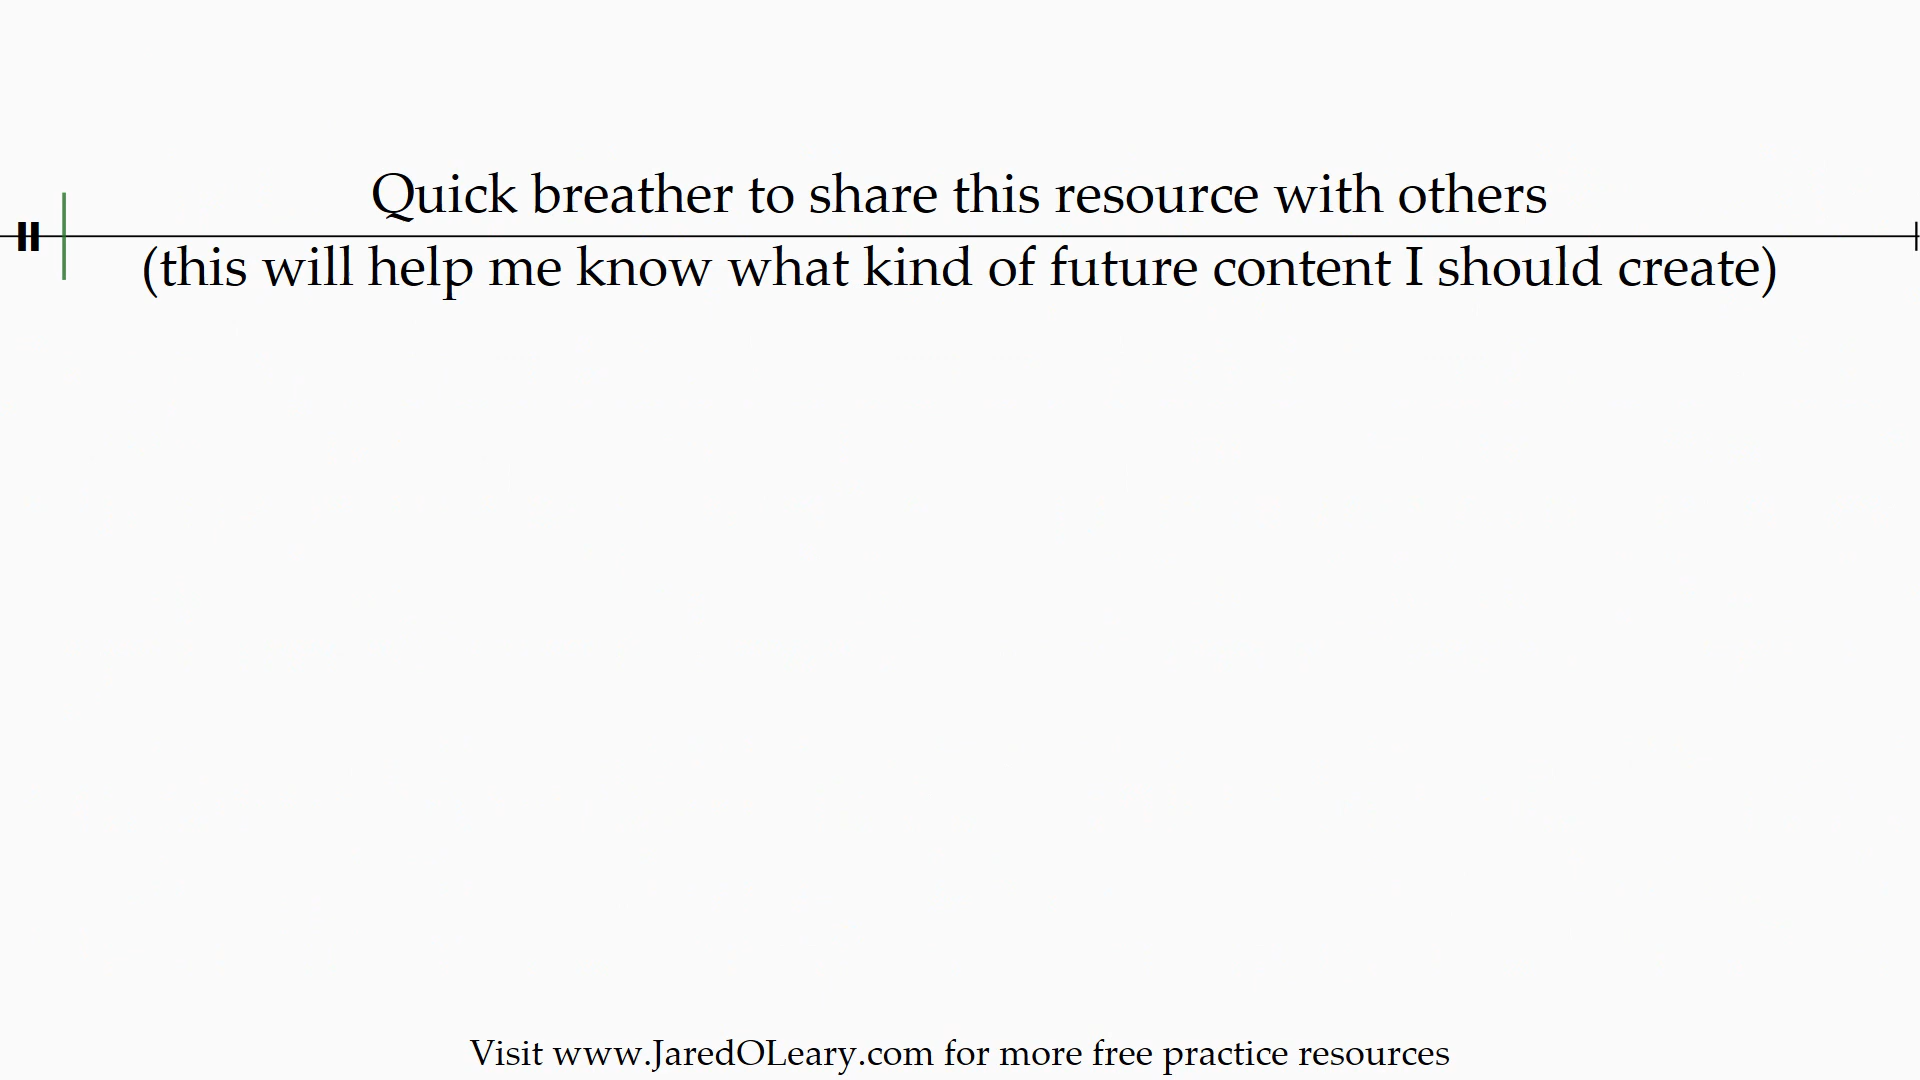 Quick breather to share this resource with others
(this will help me know what kind of future content I should create)
Visit www.JaredOLeary.com for more free practice resources